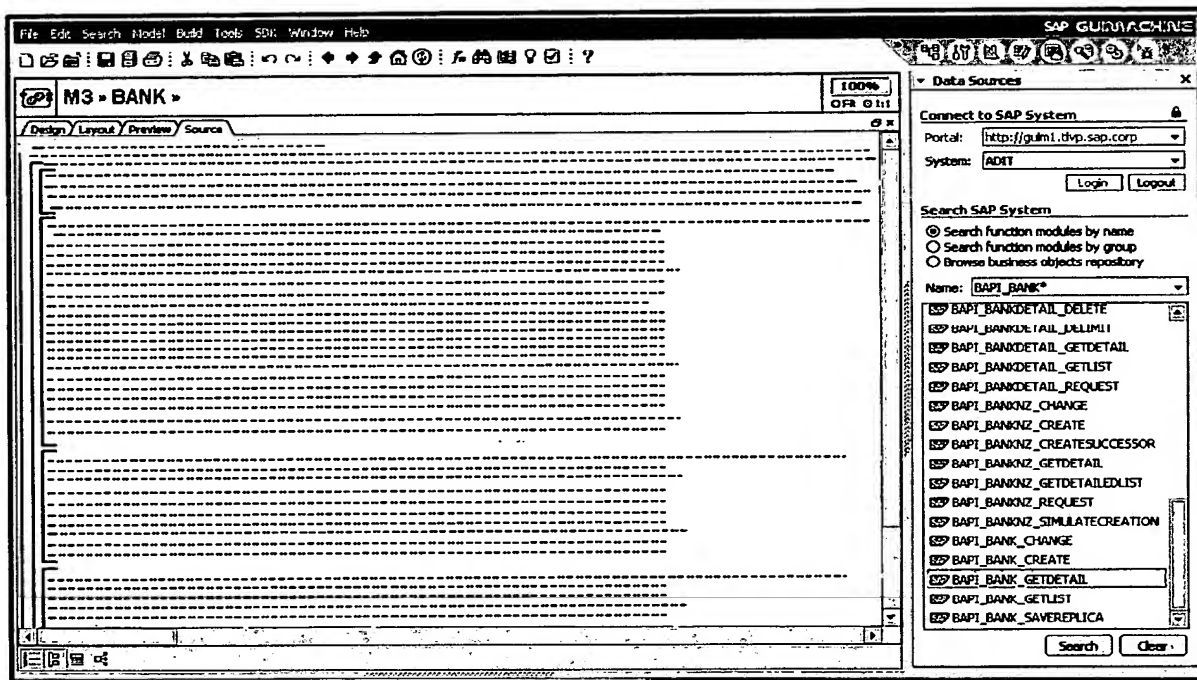 File Edit Search Model Build Tools SDK Window Help
SAP GUIMACHINE
M3 » BANK »
100%
Design Layout Preview Source
Data Sources
Connect to SAP System
Portal: http://guim1.tlvp.sap.corp
System: ADIT
Login Logout
Search SAP System
Search function modules by name
Search function modules by group
Browse business objects repository
Name: BAPI_BANK*
BAPI_BANKDETAIL_DELETE
BAPI_BANKDETAIL_DELIMIT
BAPI_BANKDETAIL_GETDETAIL
BAPI_BANKDETAIL_GETLIST
BAPI_BANKDETAIL_REQUEST
BAPI_BANKNZ_CHANGE
BAPI_BANKNZ_CREATE
BAPI_BANKNZ_CREATESUCCESSOR
BAPI_BANKNZ_GETDETAIL
BAPI_BANKNZ_GETDETAILEDLIST
BAPI_BANKNZ_REQUEST
BAPI_BANKNZ_SIMULATECREATION
BAPI_BANK_CHANGE
BAPI_BANK_CREATE
BAPI_BANK_GETDETAIL
BAPI_BANK_GETLIST
BAPI_BANK_SAVEREPLICA
Search Clear